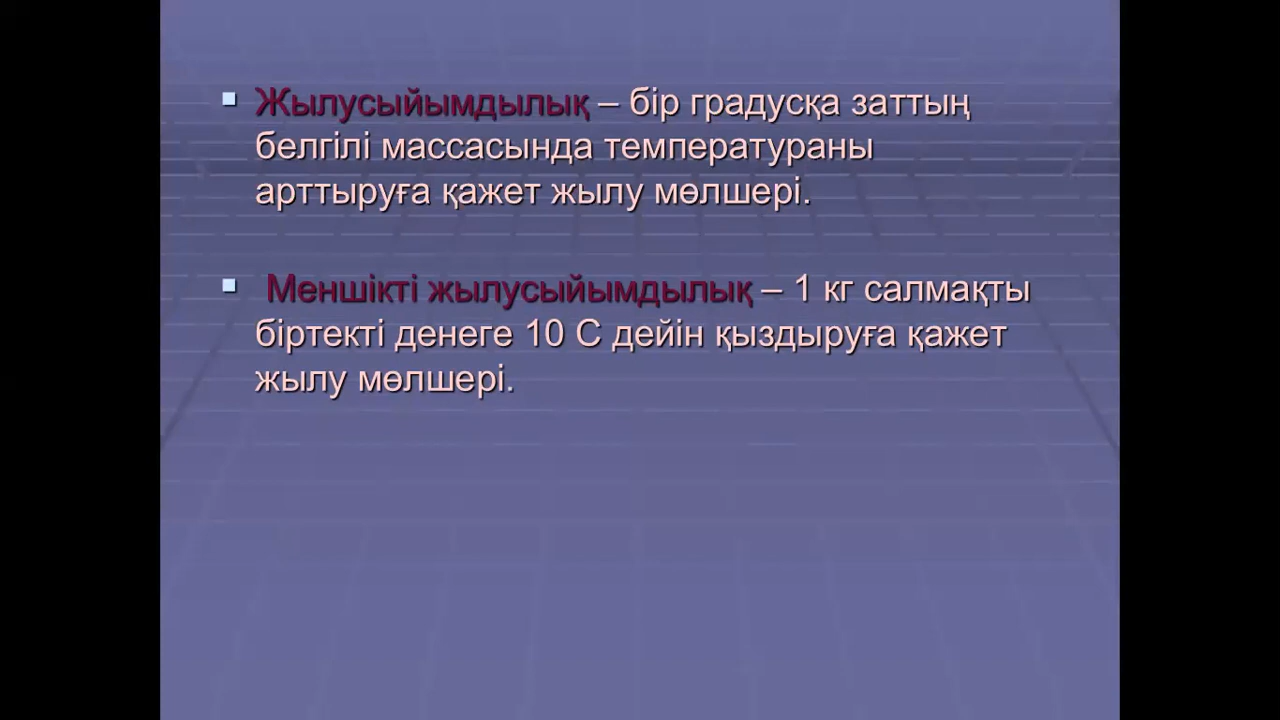 Жылусыйымдылық – бір градусқа заттың
белгілі массасында температураны
арттыруға қажет жылу мөлшері.
Меншікті жылусыйымдылық – 1 кг салмақты
біртекті денеге 10 С дейін қыздыруға қажет
жылу мөлшері.